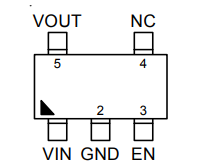 VOUT NC
5 4
2 3
VIN GND EN